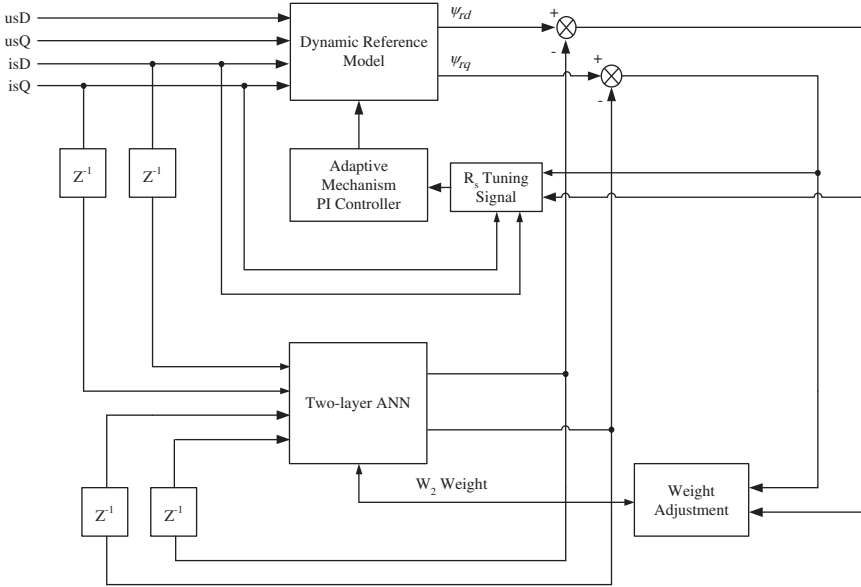 usD
usQ
isD
isQ
Dynamic Reference
Model
ψrd
ψrq
+
-
+
-
Z⁻¹
Z⁻¹
Adaptive
Mechanism
PI Controller
Rₛ Tuning
Signal
Two-layer ANN
W₂ Weight
Weight
Adjustment
Z⁻¹
Z⁻¹